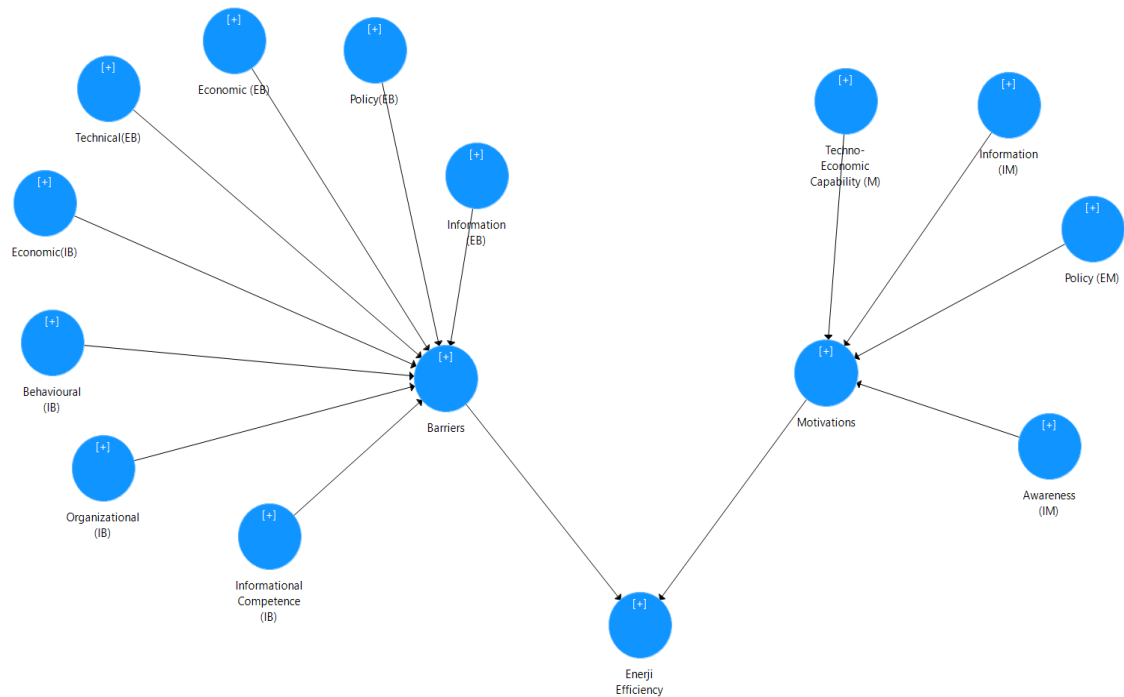 [+]
Economic (EB)
[+]
Policy(EB)
[+]
Technical(EB)
[+]
Techno-
Economic
Capability (M)
[+]
Information
(IM)
[+]
Information
(EB)
[+]
Economic(IB)
[+]
Policy (EM)
[+]
Behavioural
(IB)
[+]
Barriers
[+]
Motivations
[+]
Organizational
(IB)
[+]
Awareness
(IM)
[+]
Informational
Competence
(IB)
[+]
Enerji
Efficiency